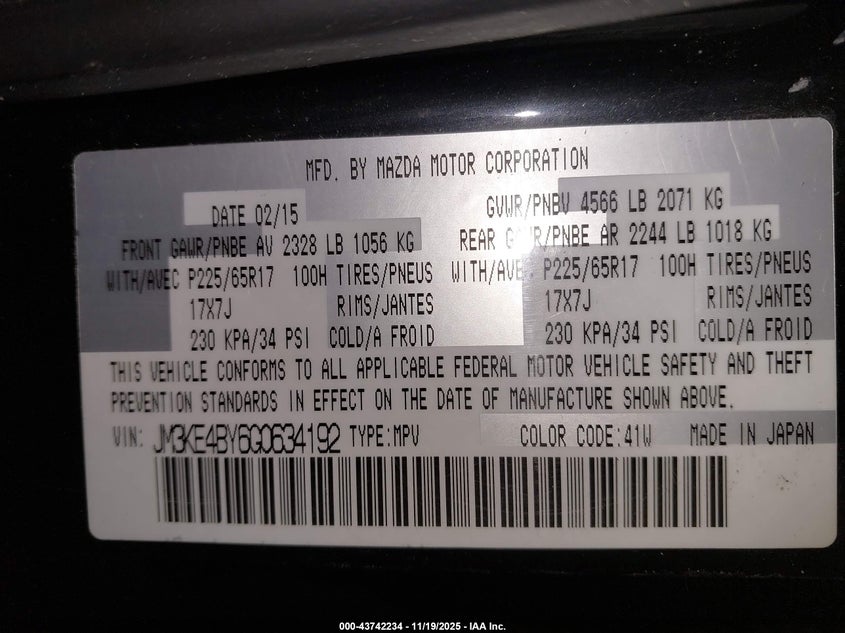 MFD. BY MAZDA MOTOR CORPORATION
DATE 02/15 GVWR/PNBV 4566 LB 2071 KG
FRONT GAWR/PNBE AV 2328 LB 1056 KG REAR GAWR/PNBE AR 2244 LB 1018 KG
WITH/AVEC P225/65R17 100H TIRES/PNEUS WITH/AVEC P225/65R17 100H TIRES/PNEUS
17X7J RIMS/JANTES 17X7J RIMS/JANTES
230 KPA/34 PSI COLD/A FROID 230 KPA/34 PSI COLD/A FROID
THIS VEHICLE CONFORMS TO ALL APPLICABLE FEDERAL MOTOR VEHICLE SAFETY AND THEFT
PREVENTION STANDARDS IN EFFECT ON THE DATE OF MANUFACTURE SHOWN ABOVE.
VIN: JM3KE4BY6G0634192 TYPE:MPV COLOR CODE:41W MADE IN JAPAN
000-43742234 - 11/19/2025 - IAA Inc.